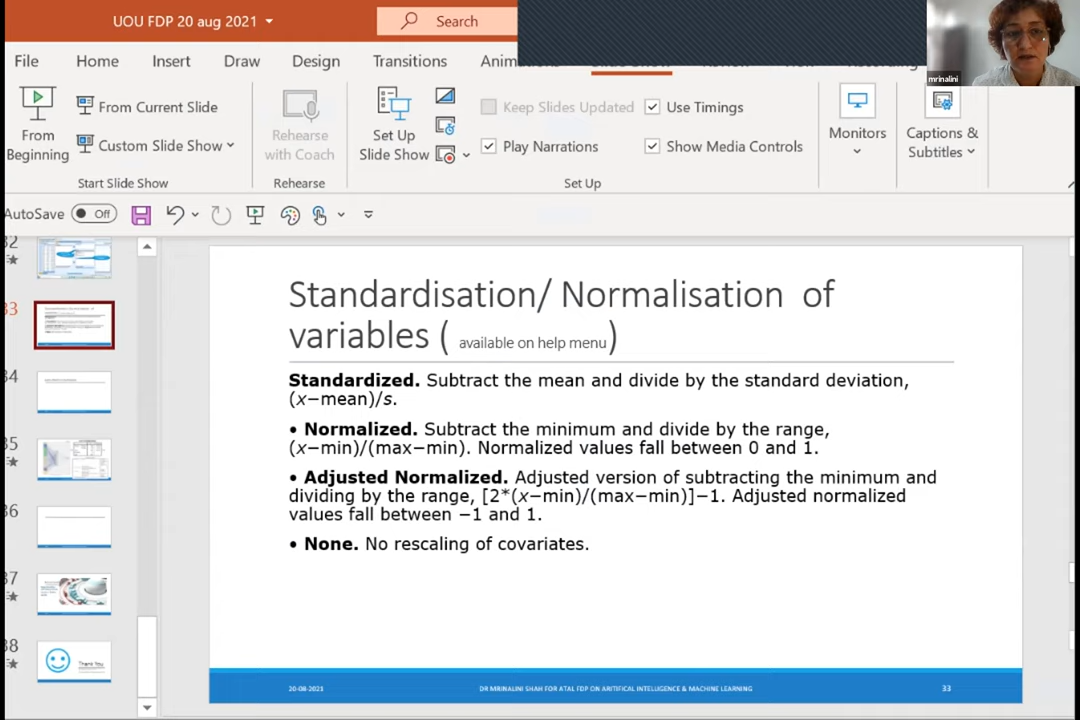 UOU FDP 20 aug 2021
Search
File Home Insert Draw Design Transitions
From Beginning
From Current Slide
Custom Slide Show
Start Slide Show
Rehearse with Coach
Rehearse
Set Up Slide Show
Keep Slides Updated
Play Narrations
Use Timings
Show Media Controls
Set Up
Monitors
Captions & Subtitles
mrinalini
AutoSave Off
Standardisation/ Normalisation of
variables ( available on help menu)
Standardized. Subtract the mean and divide by the standard deviation,
(x−mean)/s.
• Normalized. Subtract the minimum and divide by the range,
(x−min)/(max−min). Normalized values fall between 0 and 1.
• Adjusted Normalized. Adjusted version of subtracting the minimum and
dividing by the range, [2*(x−min)/(max−min)]−1. Adjusted normalized
values fall between −1 and 1.
• None. No rescaling of covariates.
20-08-2021
DR MRINALINI SHAH FOR ATAL FDP ON ARITIFICAL INTELLUGENCE & MACHINE LEARNING
33
Thank You